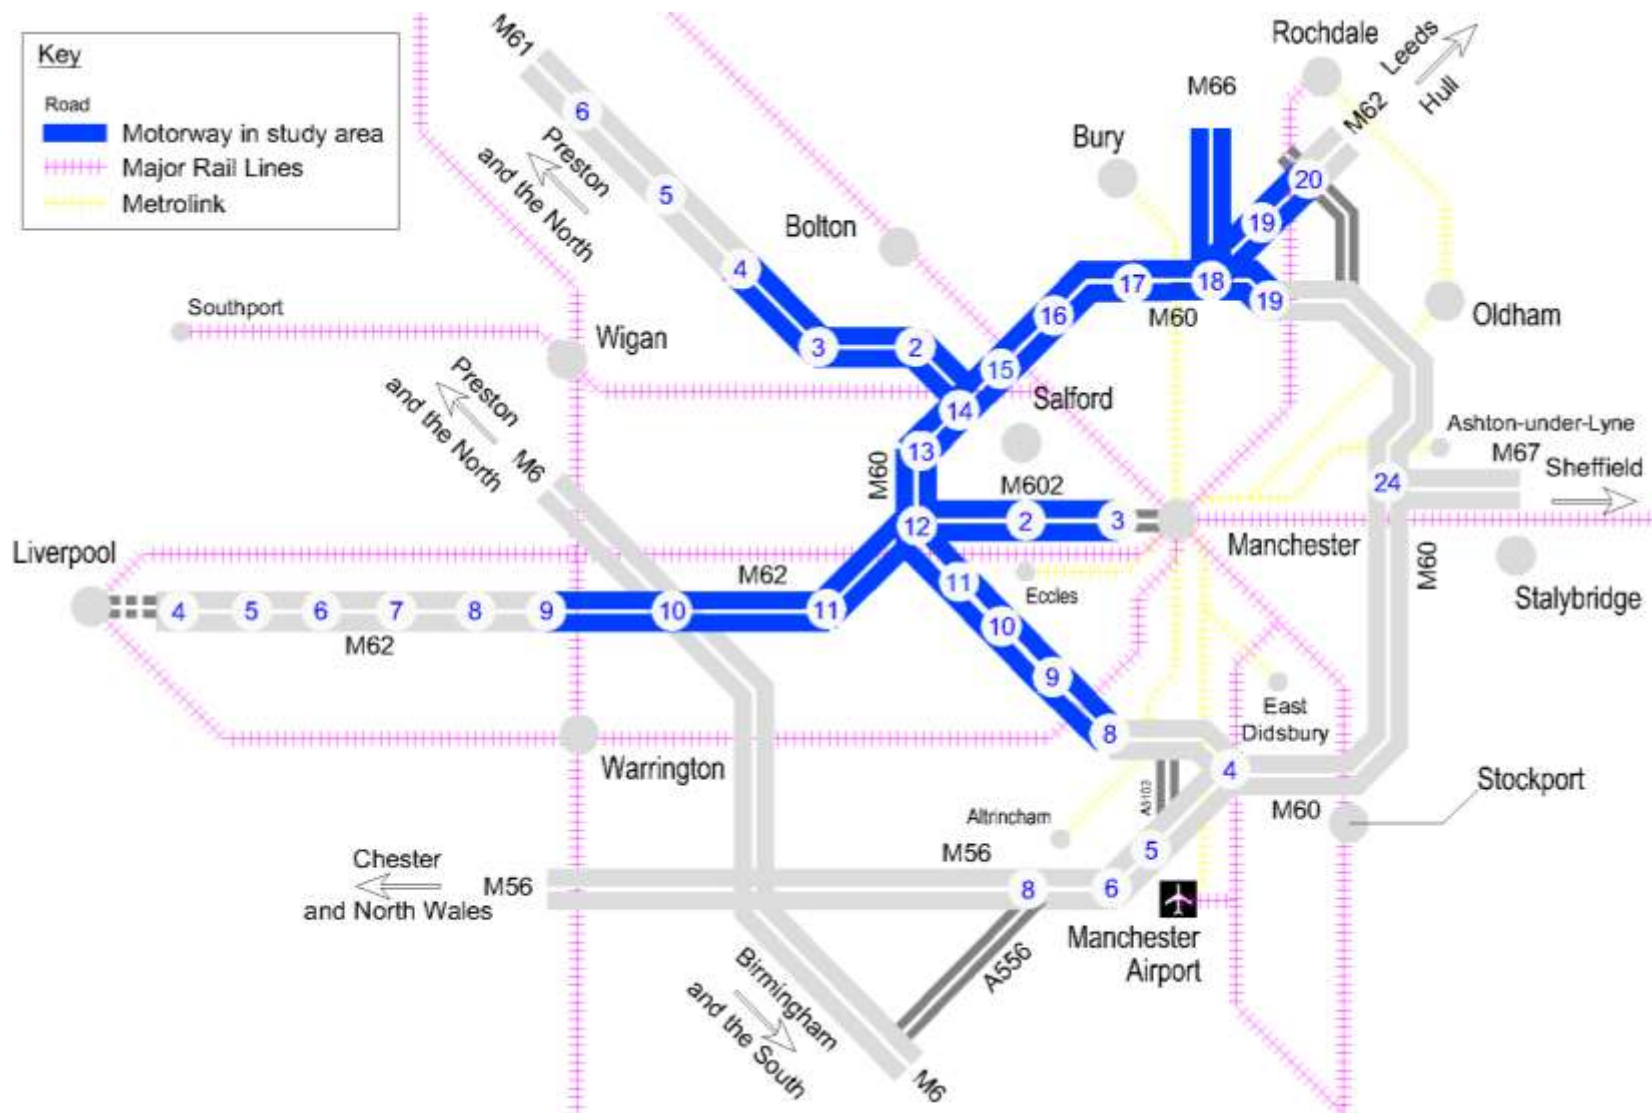 Key
Road
Motorway in study area
Major Rail Lines
Metrolink
M61
6
Preston
and the North
5
4
3
2
Bolton
Bury
M66
Rochdale
Leeds
Hull
M62
20
19
18
17
M60
19
16
15
14
13
Oldham
Southport
Wigan
Preston
and the North
M6
Salford
M60
M602
12
2
3
Manchester
Ashton-under-Lyne
M67
Sheffield
24
M60
Stalybridge
Liverpool
4
5
6
7
8
9
10
11
M62
M62
11
10
9
8
Eccles
East
Didsbury
4
Warrington
Stockport
M60
A5103
Altrincham
5
6
8
M56
M56
Chester
and North Wales
Manchester
Airport
A556
Birmingham
and the South
M6